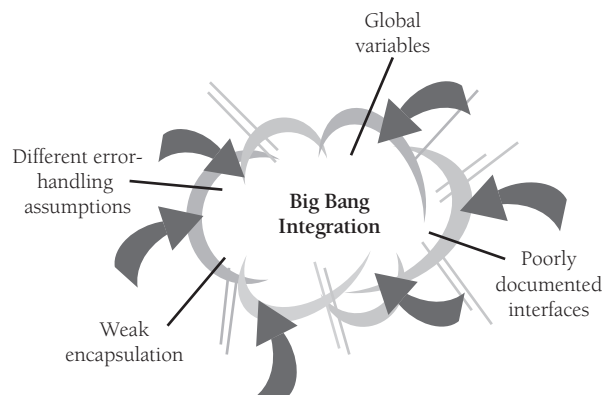 Global
variables
Different error-
handling
assumptions
Big Bang
Integration
Poorly
documented
interfaces
Weak
encapsulation